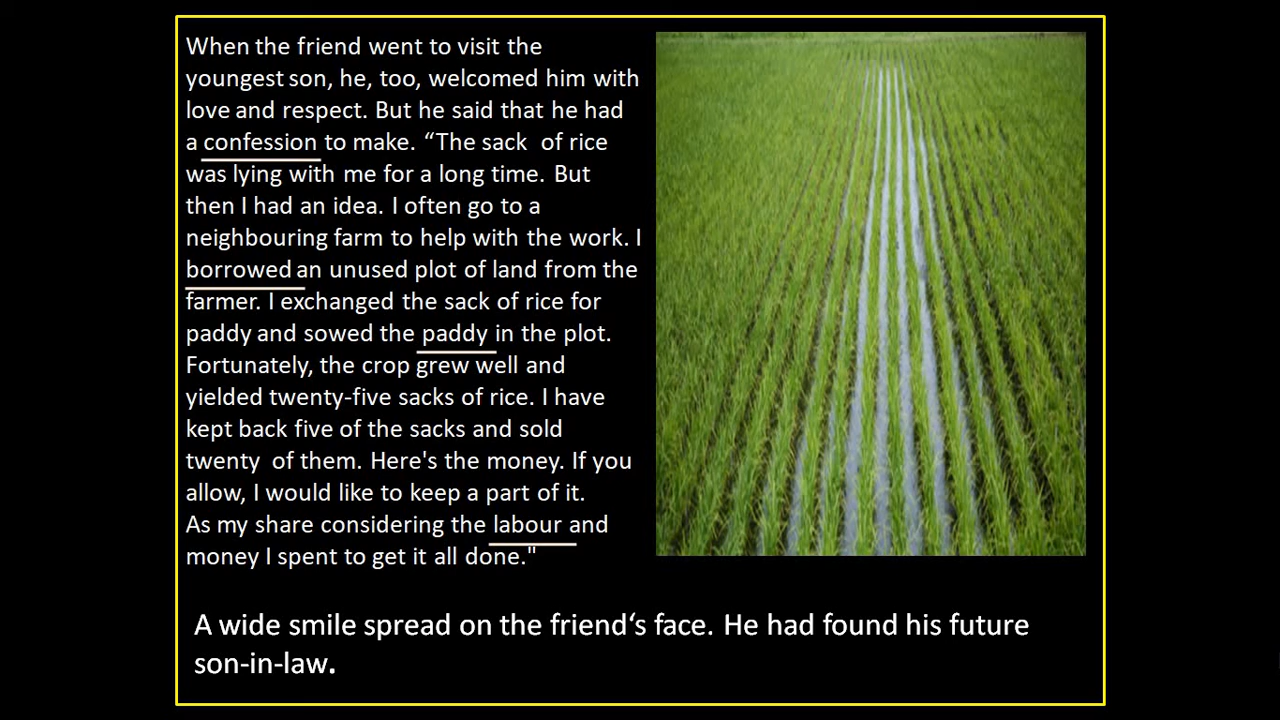 When the friend went to visit the
youngest son, he, too, welcomed him with
love and respect. But he said that he had
a confession to make. “The sack of rice
was lying with me for a long time. But
then I had an idea. I often go to a
neighbouring farm to help with the work. I
borrowed an unused plot of land from the
farmer. I exchanged the sack of rice for
paddy and sowed the paddy in the plot.
Fortunately, the crop grew well and
yielded twenty-five sacks of rice. I have
kept back five of the sacks and sold
twenty of them. Here's the money. If you
allow, I would like to keep a part of it.
As my share considering the labour and
money I spent to get it all done."
A wide smile spread on the friend‘s face. He had found his future
son-in-law.